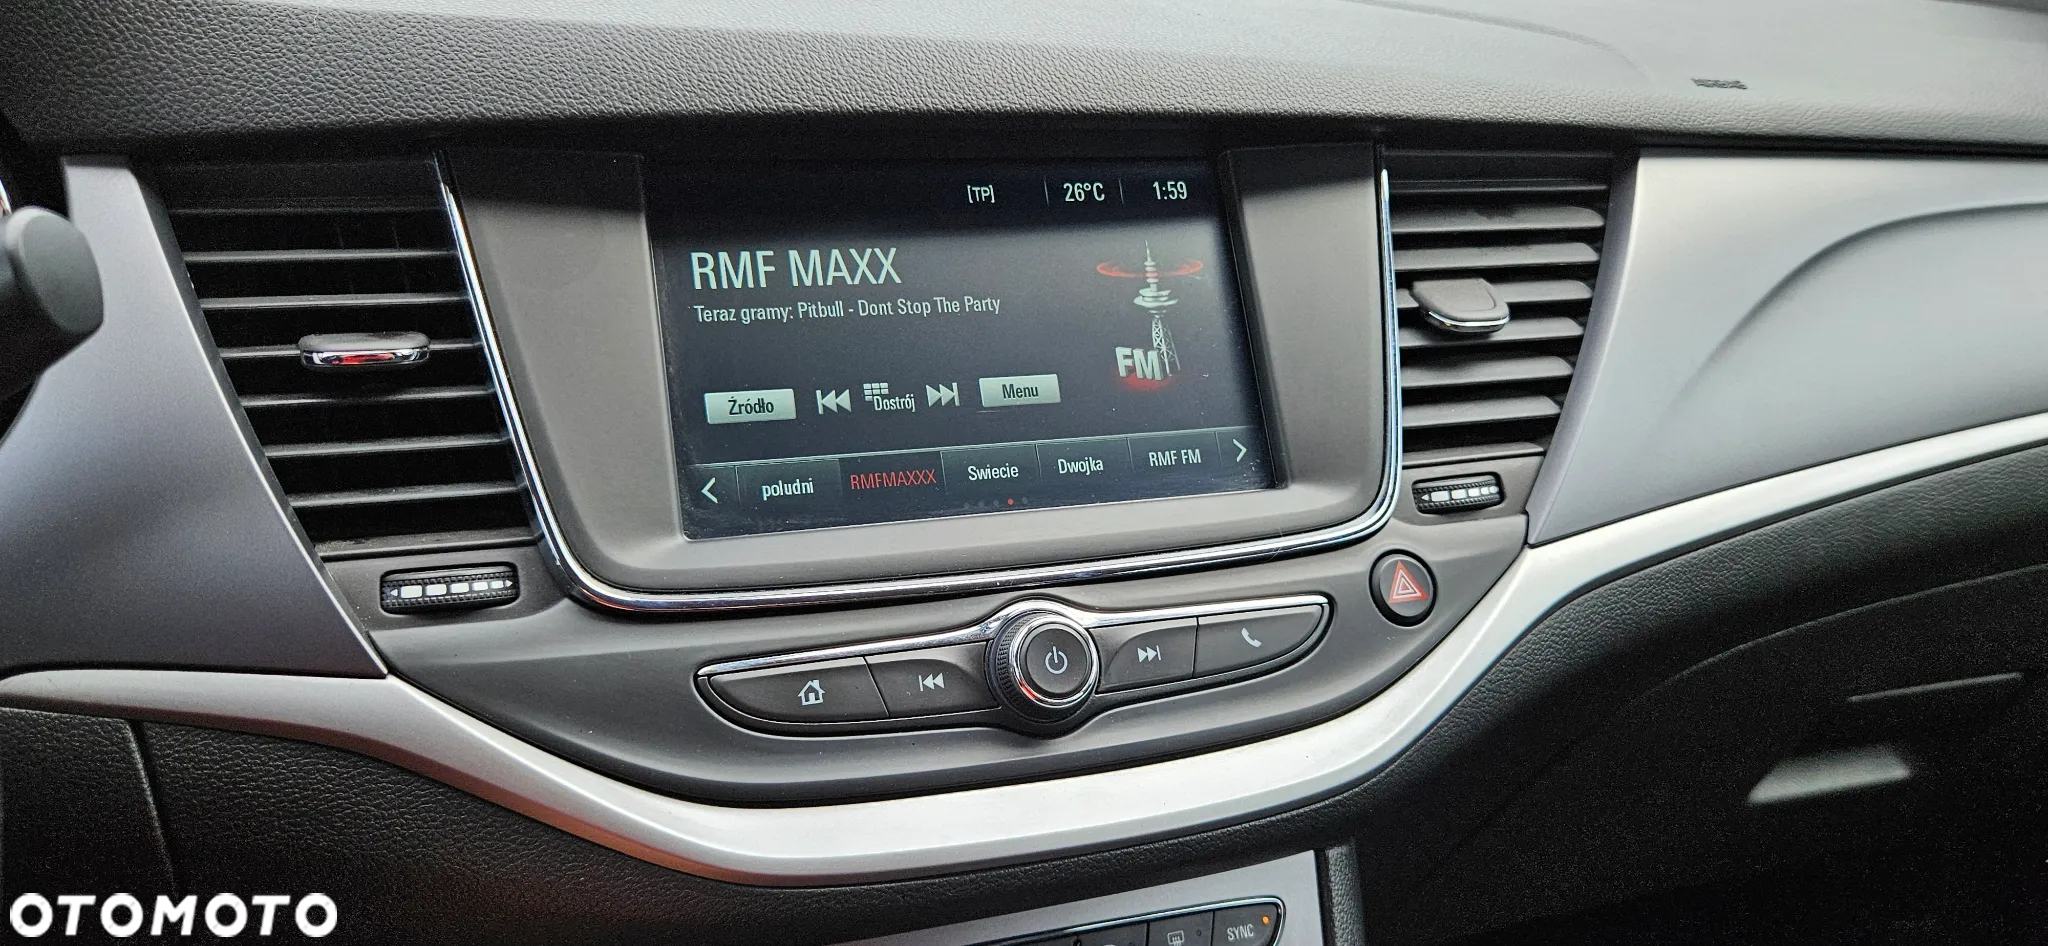 [TP] 26°C 1:59
RMF MAXX
Teraz gramy: Pitbull - Dont Stop The Party
FM
Źródło Dostrój Menu
poludni RMFMAXXX Swiecie Dwojka RMF FM
SYNC
OTOMOTO